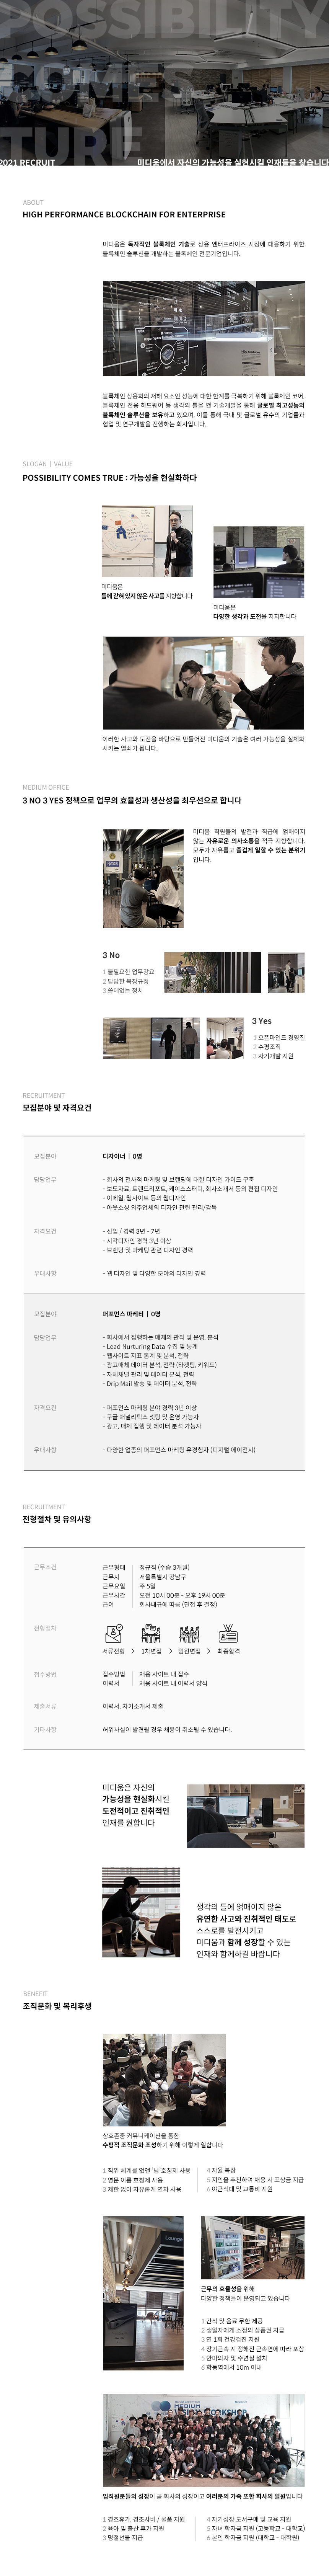 POSSIBILITY
COMES
TURE
2021 RECRUIT
미디움에서 자신의 가능성을 실현시킬 인재들을 찾습니다
ABOUT
HIGH PERFORMANCE BLOCKCHAIN FOR ENTERPRISE
미디움은 독자적인 블록체인 기술로 상용 엔터프라이즈 시장에 대응하기 위한
블록체인 솔루션을 개발하는 블록체인 전문기업입니다.
블록체인 상용화의 저해 요소인 성능에 대한 한계를 극복하기 위해 블록체인 코어,
블록체인 전용 하드웨어 등 생각의 틀을 깬 기술개발을 통해 글로벌 최고성능의
블록체인 솔루션을 보유하고 있으며, 이를 통해 국내 및 글로벌 유수의 기업들과
협업 및 연구개발을 진행하는 회사입니다.
SLOGAN | VALUE
POSSIBILITY COMES TRUE : 가능성을 현실화하다
미디움은
틀에 갇혀 있지 않은 사고를 지향합니다
미디움은
다양한 생각과 도전을 지지합니다
이러한 사고와 도전을 바탕으로 만들어진 미디움의 기술은 여러 가능성을 실체화
시키는 열쇠가 됩니다.
MEDIUM OFFICE
3 NO 3 YES 정책으로 업무의 효율성과 생산성을 최우선으로 합니다
미디움 직원들의 발전과 직급에 얽매이지
않는 자유로운 의사소통을 적극 지향합니다.
모두가 자유롭고 즐겁게 일할 수 있는 분위기
입니다.
3 No
1 불필요한 업무강요
2 답답한 복장규정
3 쓸데없는 정치
3 Yes
1 오픈마인드 경영진
2 수평조직
3 자기개발 지원
RECRUITMENT
모집분야 및 자격요건
모집분야
디자이너 | 0명
담당업무
- 회사의 전사적 마케팅 및 브랜딩에 대한 디자인 가이드 구축
- 보도자료, 트랜드리포트, 케이스스터디, 회사소개서 등의 편집 디자인
- 이메일, 웹사이트 등의 웹디자인
- 아웃소싱 외주업체의 디자인 관련 관리/감독
자격요건
- 신입 / 경력 3년 ~ 7년
- 시각디자인 경력 3년 이상
- 브랜딩 및 마케팅 관련 디자인 경력
우대사항
- 웹 디자인 및 다양한 분야의 디자인 경력
모집분야
퍼포먼스 마케터 | 0명
담당업무
- 회사에서 집행하는 매체의 관리 및 운영, 분석
- Lead Nurturing Data 수집 및 통계
- 웹사이트 지표 통계 및 분석, 전략
- 광고매체 데이터 분석, 전략 (타겟팅, 키워드)
- 자체채널 관리 및 데이터 분석, 전략
- Drip Mail 발송 및 데이터 분석, 전략
자격요건
- 퍼포먼스 마케팅 분야 경력 3년 이상
- 구글 애널리틱스 셋팅 및 운영 가능자
- 광고, 매체 집행 및 데이터 분석 가능자
우대사항
- 다양한 업종의 퍼포먼스 마케팅 유경험자 (디지털 에이전시)
RECRUITMENT
전형절차 및 유의사항
근무조건
근무형태 정규직 (수습 3개월)
근무지 서울특별시 강남구
근무요일 주 5일
근무시간 오전 10시 00분 ~ 오후 19시 00분
급여 회사내규에 따름 (면접 후 결정)
전형절차
서류전형 > 1차면접 > 임원면접 > 최종합격
접수방법
접수방법 채용 사이트 내 접수
이력서 채용 사이트 내 이력서 양식
제출서류
이력서, 자기소개서 제출
기타사항
허위사실이 발견될 경우 채용이 취소될 수 있습니다.
미디움은 자신의
가능성을 현실화시킬
도전적이고 진취적인
인재를 원합니다
생각의 틀에 얽매이지 않은
유연한 사고와 진취적인 태도로
스스로를 발전시키고
미디움과 함께 성장할 수 있는
인재와 함께하길 바랍니다
BENEFIT
조직문화 및 복리후생
상호존중 커뮤니케이션을 통한
수평적 조직문화 조성하기 위해 이렇게 일합니다
1 직위 체계를 없앤 '님'호칭제 사용
2 영문 이름 호칭제 사용
3 제한 없이 자유롭게 연차 사용
4 자율 복장
5 지인을 추천하여 채용 시 포상금 지급
6 야근식대 및 교통비 지원
Lounge
근무의 효율성을 위해
다양한 정책들이 운영되고 있습니다
1 간식 및 음료 무한 제공
2 생일자에게 소정의 상품권 지급
3 연 1회 건강검진 지원
4 장기근속 시 정해진 근속연에 따라 포상
5 안마의자 및 수면실 설치
6 학동역에서 10m 이내
MEDIUM
WORKSHOP
임직원분들의 성장이 곧 회사의 성장이고 여러분의 가족 또한 회사의 일원입니다
1 경조휴가, 경조사비 / 물품 지원
2 육아 및 출산 휴가 지원
3 명절선물 지급
4 자기성장 도서구매 및 교육 지원
5 자녀 학자금 지원 (고등학교 ~ 대학교)
6 본인 학자금 지원 (대학교 ~ 대학원)